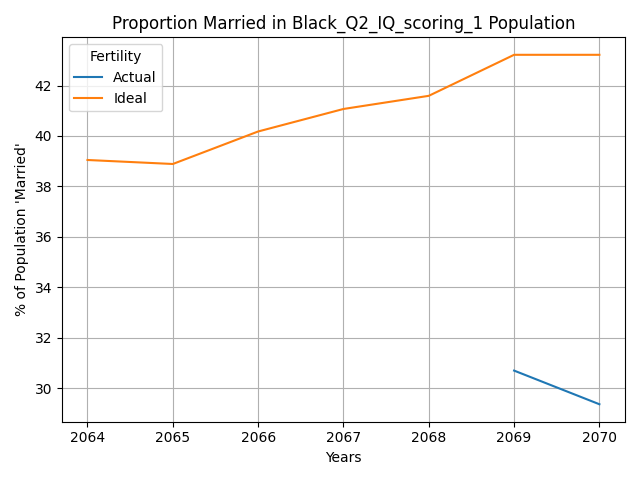 Proportion Married in Black_Q2_IQ_scoring_1 Population
Fertility
Actual
Ideal
% of Population 'Married'
42
40
38
36
34
32
30
2064 2065 2066 2067 2068 2069 2070
Years